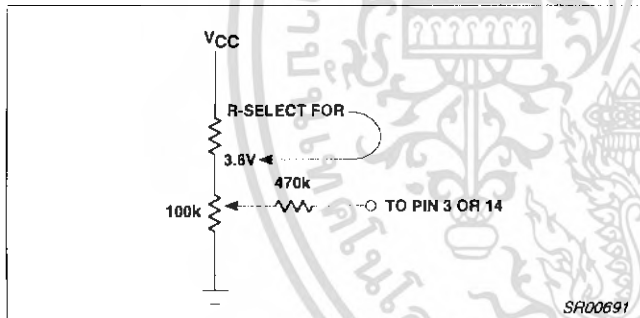 VCC
R-SELECT FOR
3.6V
470k
100k
TO PIN 3 OR 14
SR00691